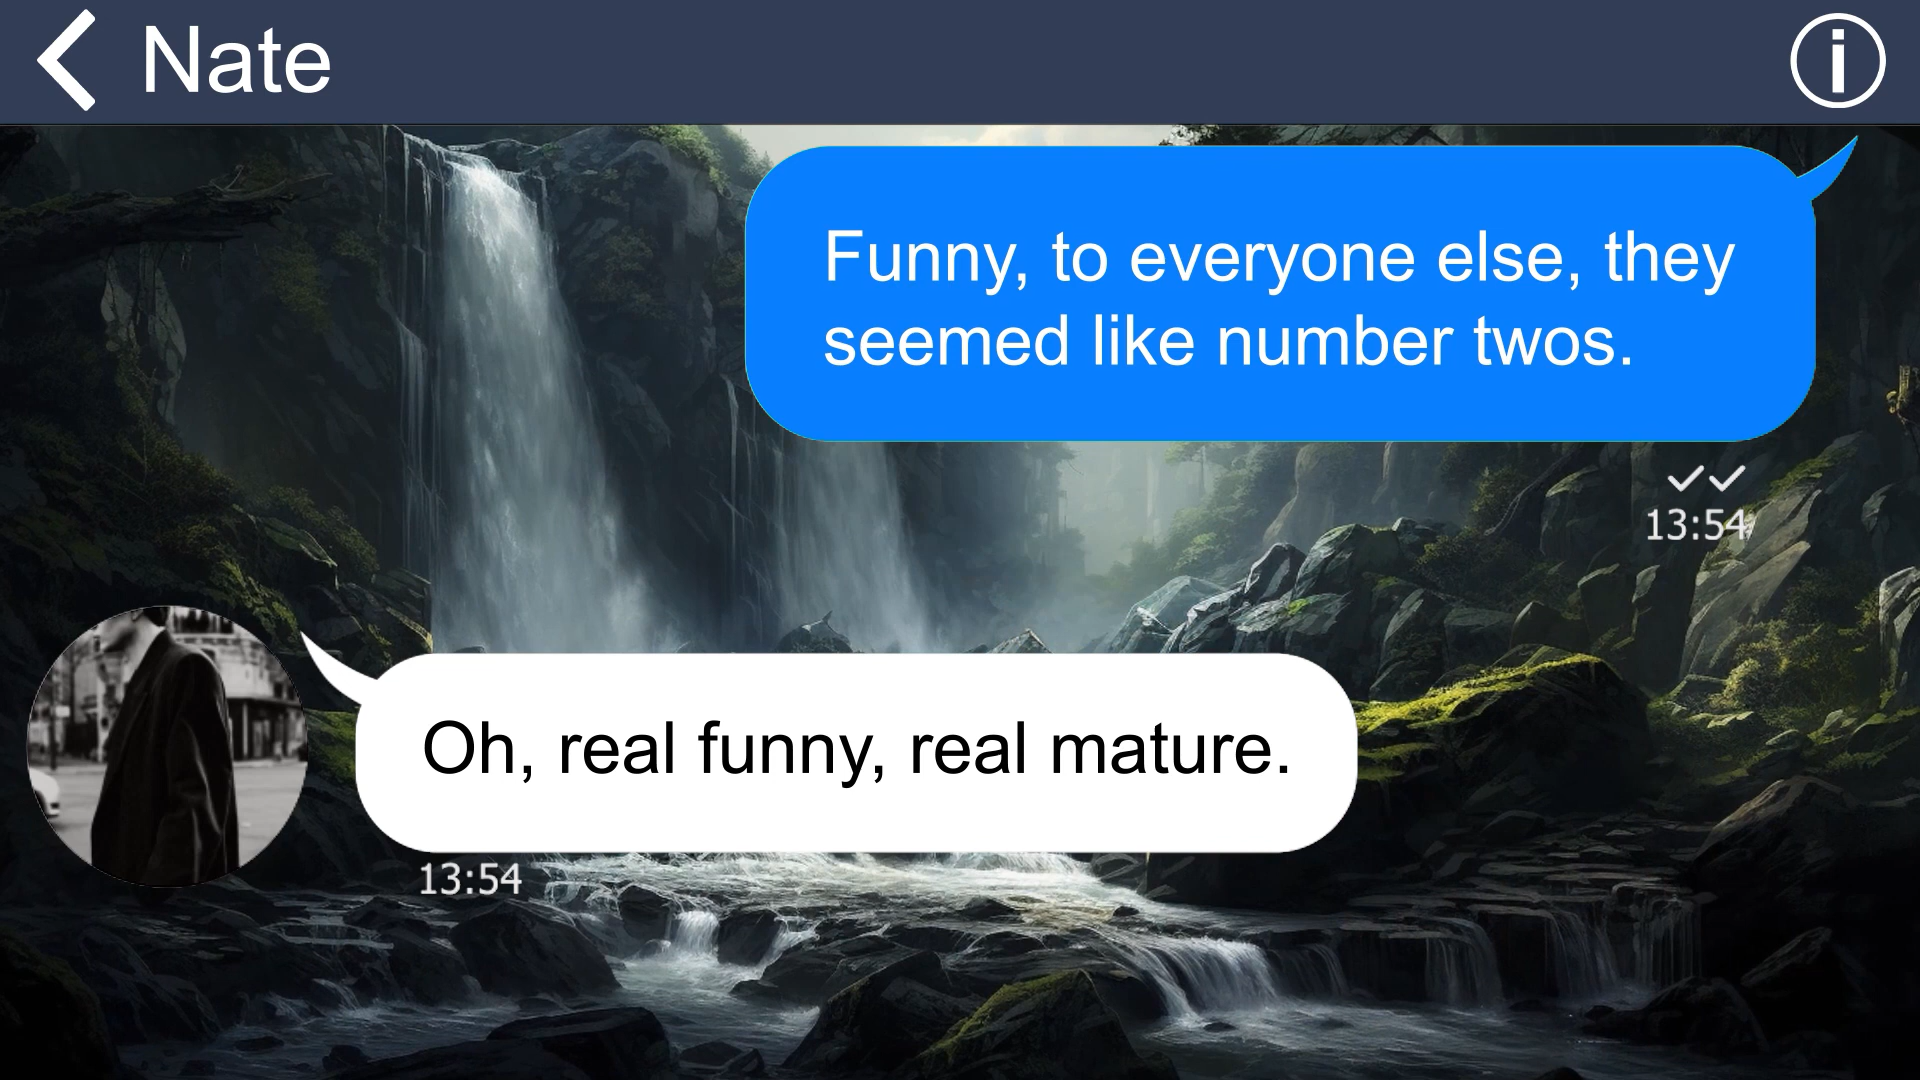 Nate
Funny, to everyone else, they
seemed like number twos.
13:54
Oh, real funny, real mature.
13:54